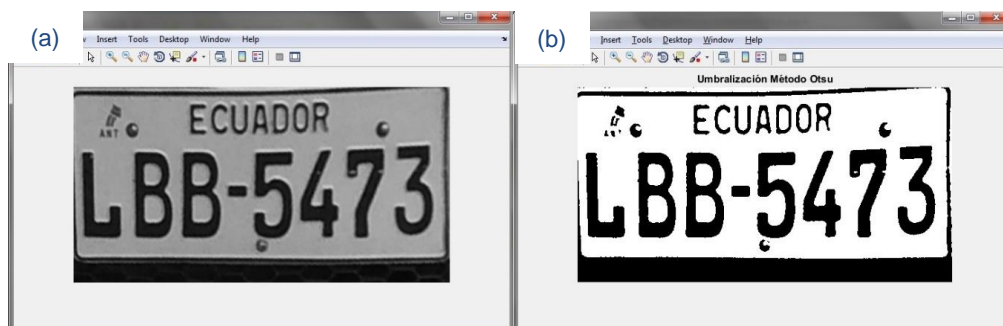 (a)
Insert Tools Desktop Window Help
ANT
ECUADOR
LBB-5473
(b)
Insert Tools Desktop Window Help
Umbralización Método Otsu
ECUADOR
LBB-5473